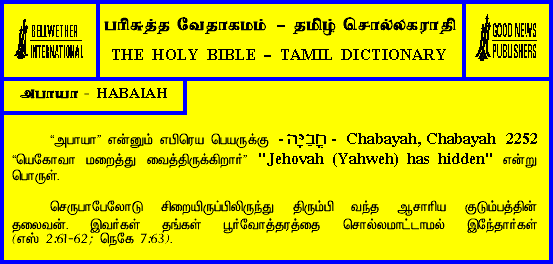 BELLWETHER
INTERNATIONAL
பரிசுத்த வேதாகமம் – தமிழ் சொல்லகராதி
THE HOLY BIBLE – TAMIL DICTIONARY
GOOD NEWS
PUBLISHERS
அபாயா - HABAIAH
“அபாயா” என்னும் எபிரெய பெயருக்கு - חֲבַיָּה - Chabayah, Chabayah 2252
“யெகோவா மறைத்து வைத்திருக்கிறார்” "Jehovah (Yahweh) has hidden" என்று
பொருள்.
செருபாபேலோடு சிறையிருப்பிலிருந்து திரும்பி வந்த ஆசாரிய குடும்பத்தின்
தலைவன். இவர்கள் தங்கள் பூர்வோத்தரத்தை சொல்லமாட்டாமல் இந்தோர்கள்
(எஸ் 2:61-62; நெகே 7:63).